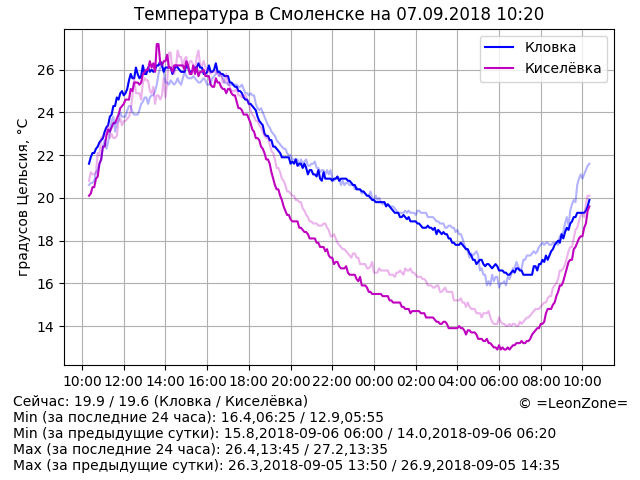 Температура в Смоленске на 07.09.2018 10:20
Кловка
Киселёвка
градусов Цельсия, °C
26
24
22
20
18
16
14
10:00 12:00 14:00 16:00 18:00 20:00 22:00 00:00 02:00 04:00 06:00 08:00 10:00
Сейчас: 19.9 / 19.6 (Кловка / Киселёвка)
© =LeonZone=
Min (за последние 24 часа): 16.4,06:25 / 12.9,05:55
Min (за предыдущие сутки): 15.8,2018-09-06 06:00 / 14.0,2018-09-06 06:20
Max (за последние 24 часа): 26.4,13:45 / 27.2,13:35
Max (за предыдущие сутки): 26.3,2018-09-05 13:50 / 26.9,2018-09-05 14:35